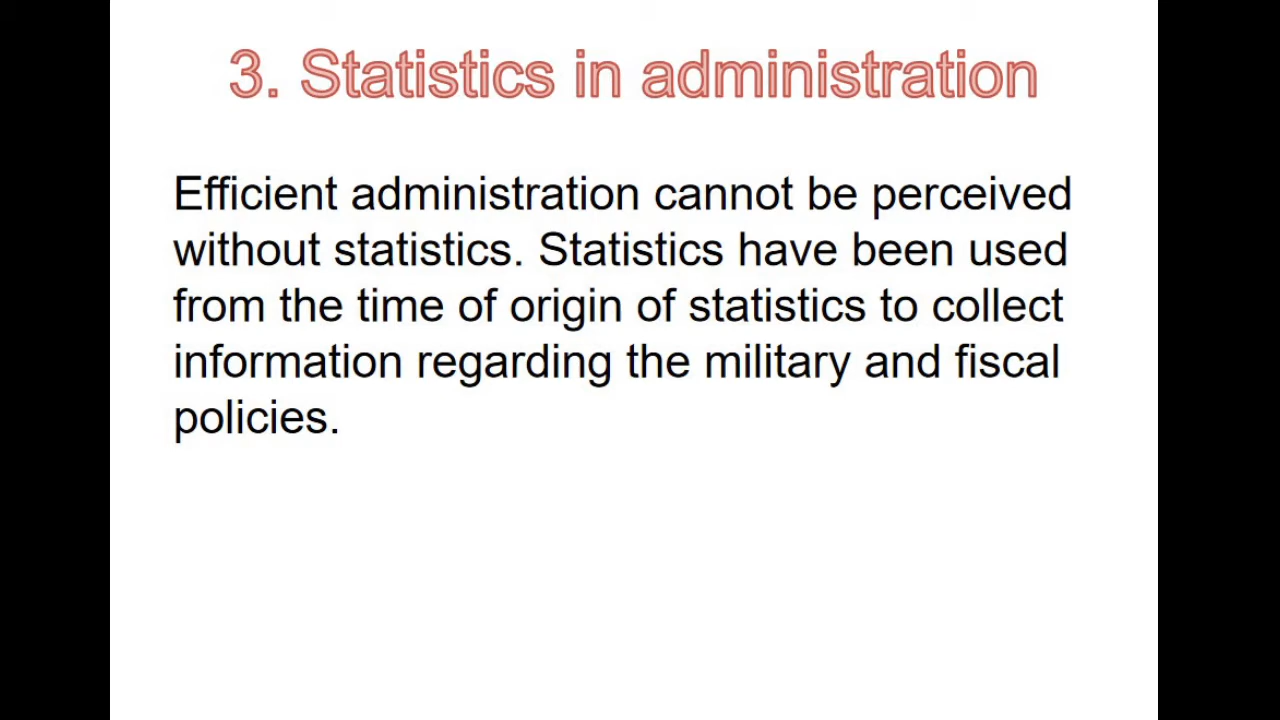 3. Statistics in administration
Efficient administration cannot be perceived
without statistics. Statistics have been used
from the time of origin of statistics to collect
information regarding the military and fiscal
policies.